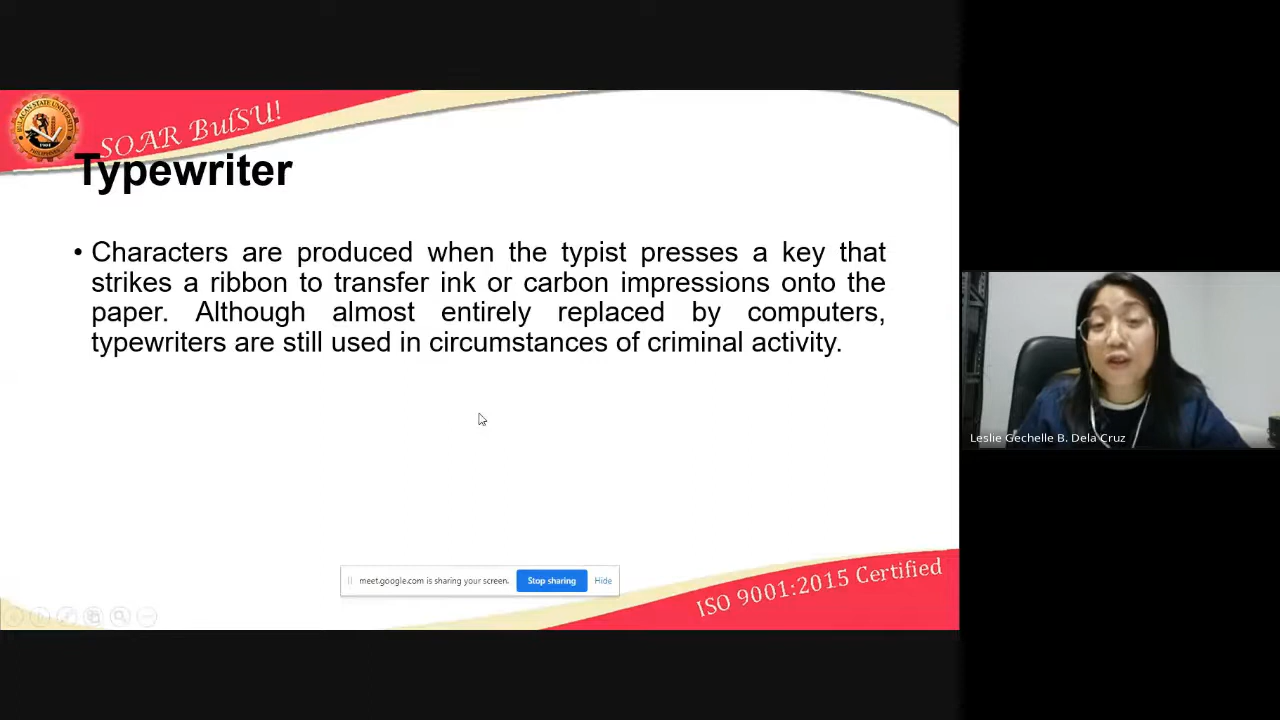 SOAR BulSU!
Typewriter
• Characters are produced when the typist presses a key that
strikes a ribbon to transfer ink or carbon impressions onto the
paper. Although almost entirely replaced by computers,
typewriters are still used in circumstances of criminal activity.
Leslie Gechelle B. Dela Cruz
meet.google.com is sharing your screen.
Stop sharing
Hide
ISO 9001:2015 Certified